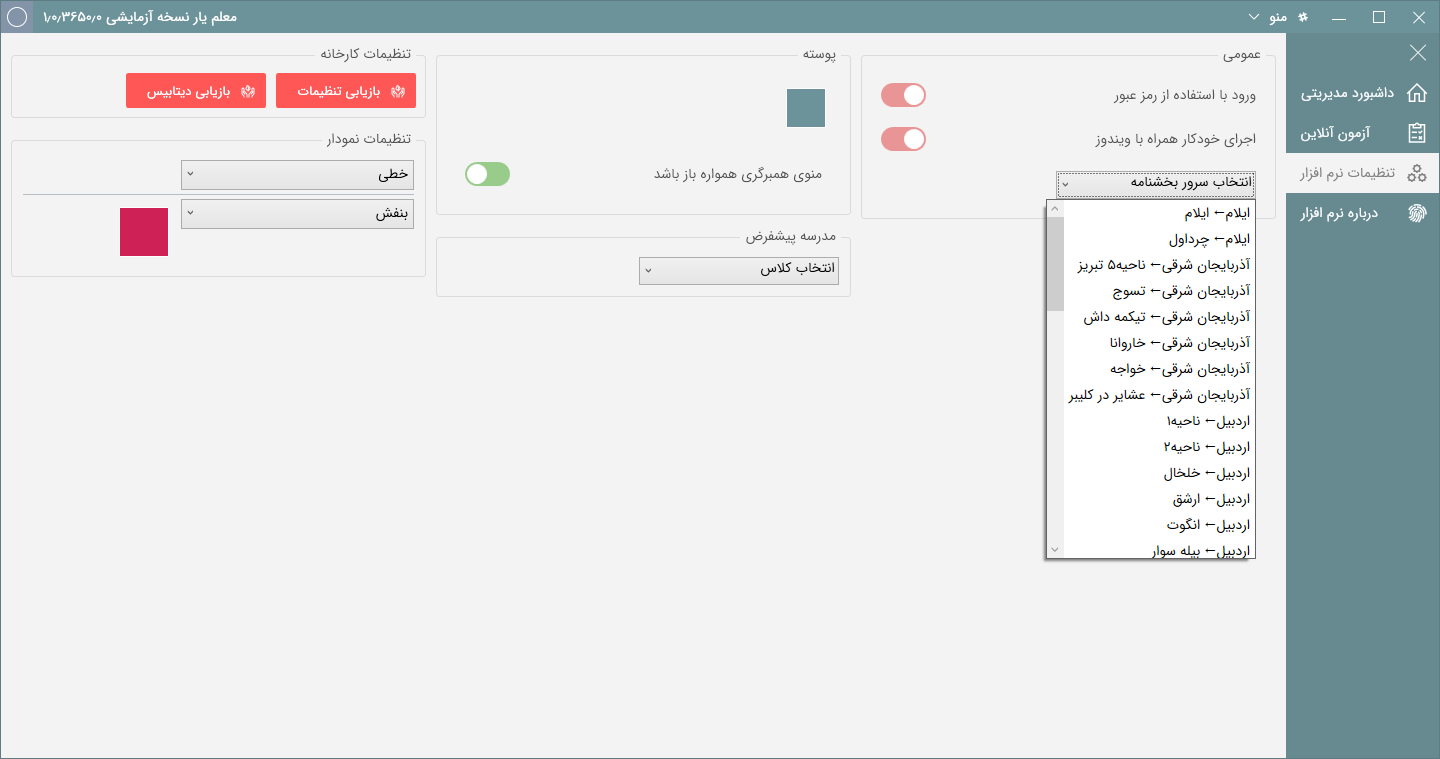 معلم یار نسخه آزمایشی ۱٫۰٫۳۶۵۰٫۰
منو
داشبورد مدیریتی
آزمون آنلاین
تنظیمات نرم افزار
درباره نرم افزار
عمومی
ورود با استفاده از رمز عبور
اجرای خودکار همراه با ویندوز
انتخاب سرور بخشنامه
ایلام← ایلام
ایلام← چرداول
آذربایجان شرقی← ناحیه۵ تبریز
آذربایجان شرقی← تسوج
آذربایجان شرقی← تیکمه داش
آذربایجان شرقی← خاروانا
آذربایجان شرقی← خواجه
آذربایجان شرقی← عشایر در کلیبر
اردبیل← ناحیه۱
اردبیل← ناحیه۲
اردبیل← خلخال
اردبیل← ارشق
اردبیل← انگوت
اردبیل← بیله سوار
پوسته
منوی همبرگری همواره باز باشد
مدرسه پیشفرض
انتخاب کلاس
تنظیمات کارخانه
بازیابی تنظیمات
بازیابی دیتابیس
تنظیمات نمودار
خطی
بنفش